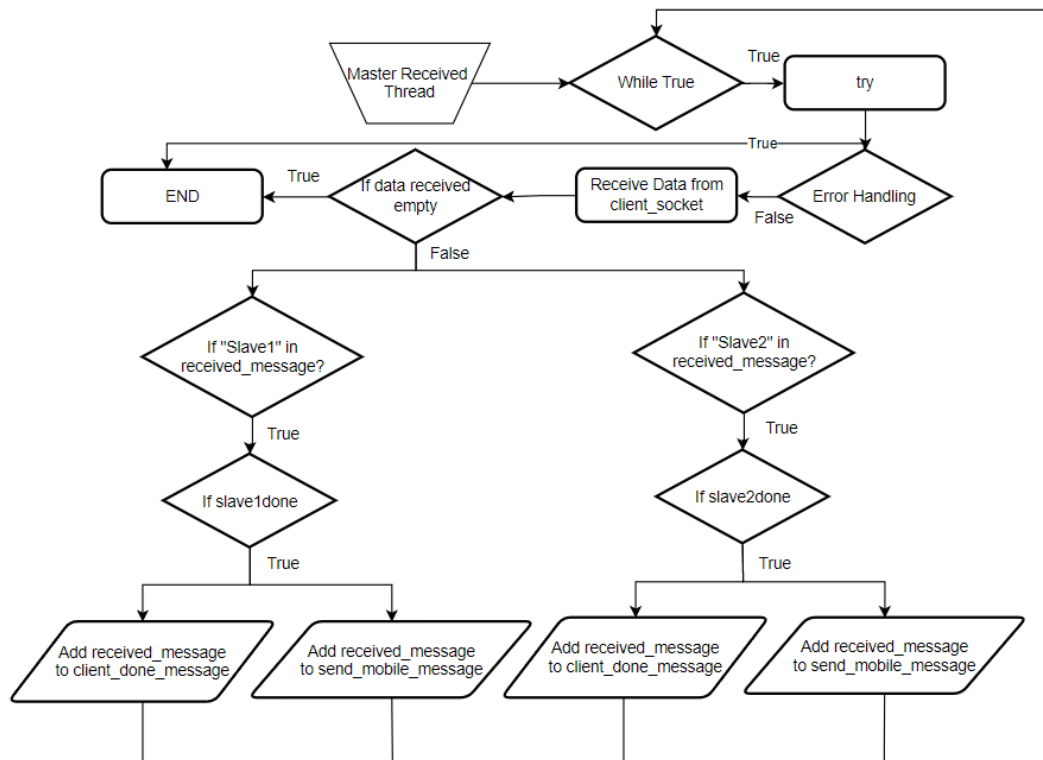 Master Received
Thread
While True
True
try
True
END
True
If data received
empty
Receive Data from
client_socket
False
Error Handling
False
If "Slave1" in
received_message?
If "Slave2" in
received_message?
True
True
If slave1done
If slave2done
True
True
Add received_message
to client_done_message
Add received_message
to send_mobile_message
Add received_message
to client_done_message
Add received_message
to send_mobile_message